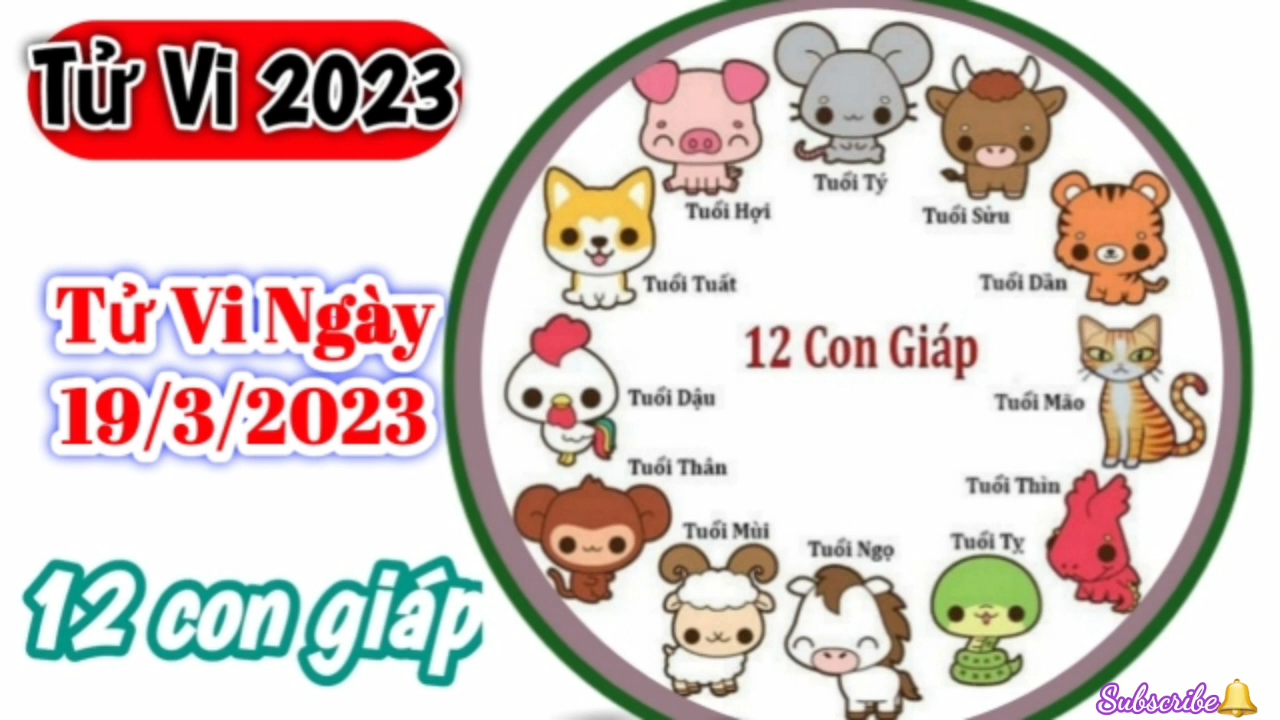 Tử Vi 2023
Tử Vi Ngày
19/3/2023
12 con giáp
12 Con Giáp
Tuổi Tý
Tuổi Sửu
Tuổi Dần
Tuổi Mão
Tuổi Thìn
Tuổi Tỵ
Tuổi Ngọ
Tuổi Mùi
Tuổi Thân
Tuổi Dậu
Tuổi Tuất
Tuổi Hợi
Subscribe